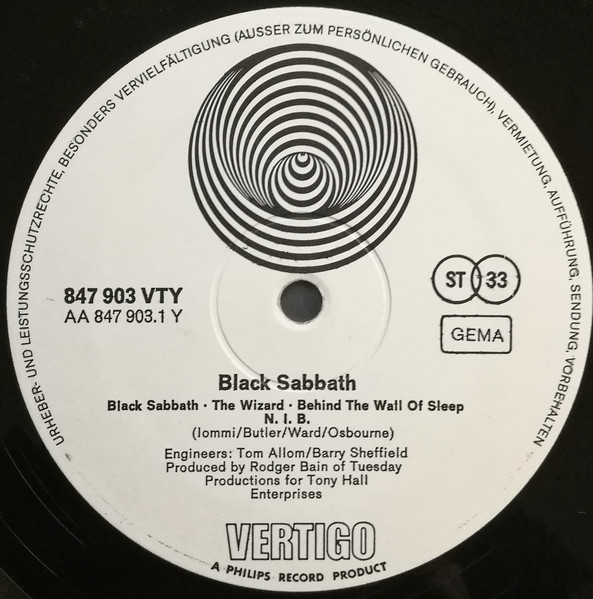 URHEBER- UND LEISTUNGSSCHUTZRECHTE, BESONDERS VERVIELFÄLTIGUNG (AUSSER ZUM PERSÖNLICHEN GEBRAUCH), VERMIETUNG, AUFFÜHRUNG, SENDUNG, VORBEHALTEN
847 903 VTY
AA 847 903.1 Y
ST 33
GEMA
Black Sabbath
Black Sabbath · The Wizard · Behind The Wall Of Sleep
N. I. B.
(Iommi/Butler/Ward/Osbourne)
Engineers: Tom Allom/Barry Sheffield
Produced by Rodger Bain of Tuesday
Productions for Tony Hall
Enterprises
VERTIGO
A PHILIPS RECORD PRODUCT